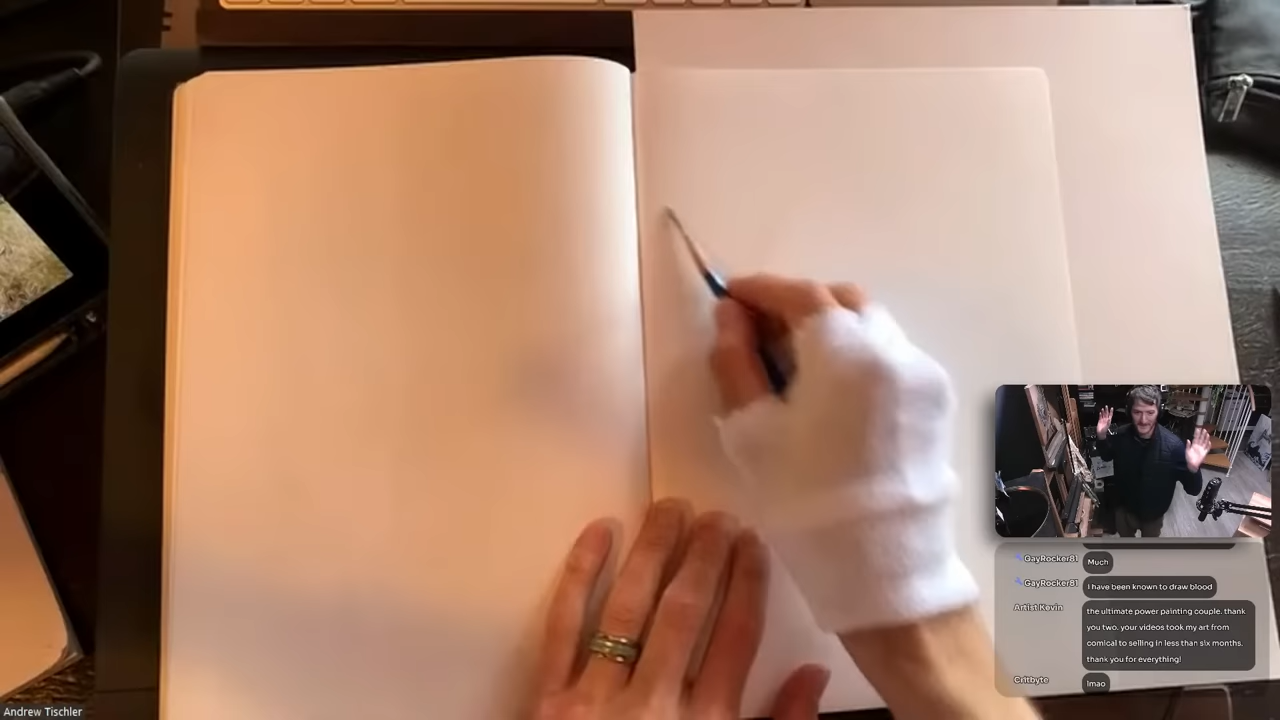 GayRocker81
Much
GayRocker81
I have been known to draw blood
Artist Kevin
the ultimate power painting couple. thank
you two. your videos took my art from
comical to selling in less than six months.
thank you for everything!
Critbyte
lmao
Andrew Tischler